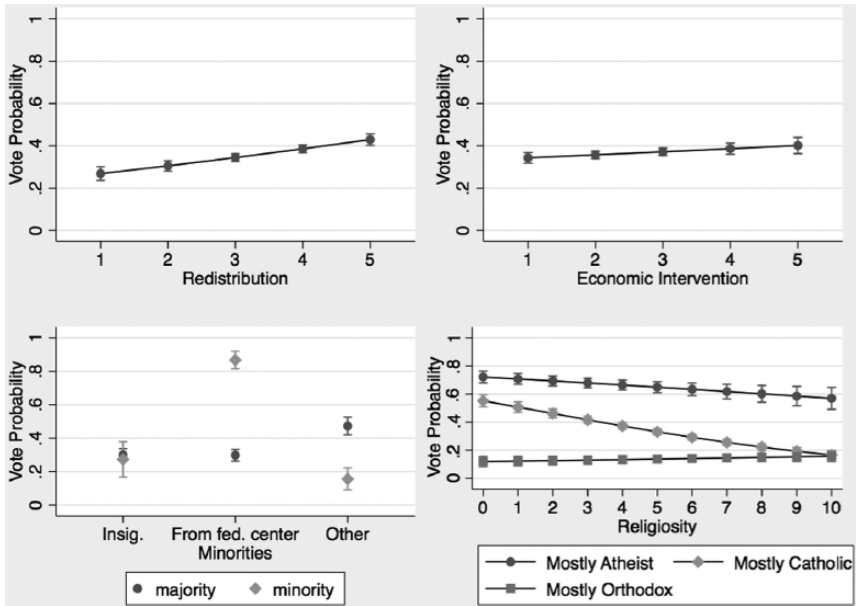 Vote Probability
1
.8
.6
.4
.2
0
1 2 3 4 5
Redistribution
Vote Probability
1
.8
.6
.4
.2
0
1 2 3 4 5
Economic Intervention
Vote Probability
1
.8
.6
.4
.2
0
Insig. From fed. center Other
Minorities
majority minority
Vote Probability
1
.8
.6
.4
.2
0
0 1 2 3 4 5 6 7 8 9 10
Religiosity
Mostly Atheist Mostly Catholic
Mostly Orthodox